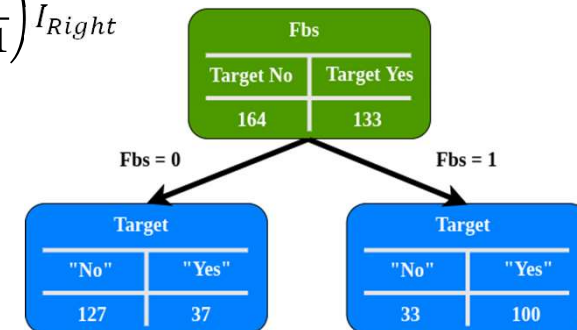 1 ) I_Right
Fbs
Target No Target Yes
164 133
Fbs = 0 Fbs = 1
Target Target
"No" "Yes" "No" "Yes"
127 37 33 100